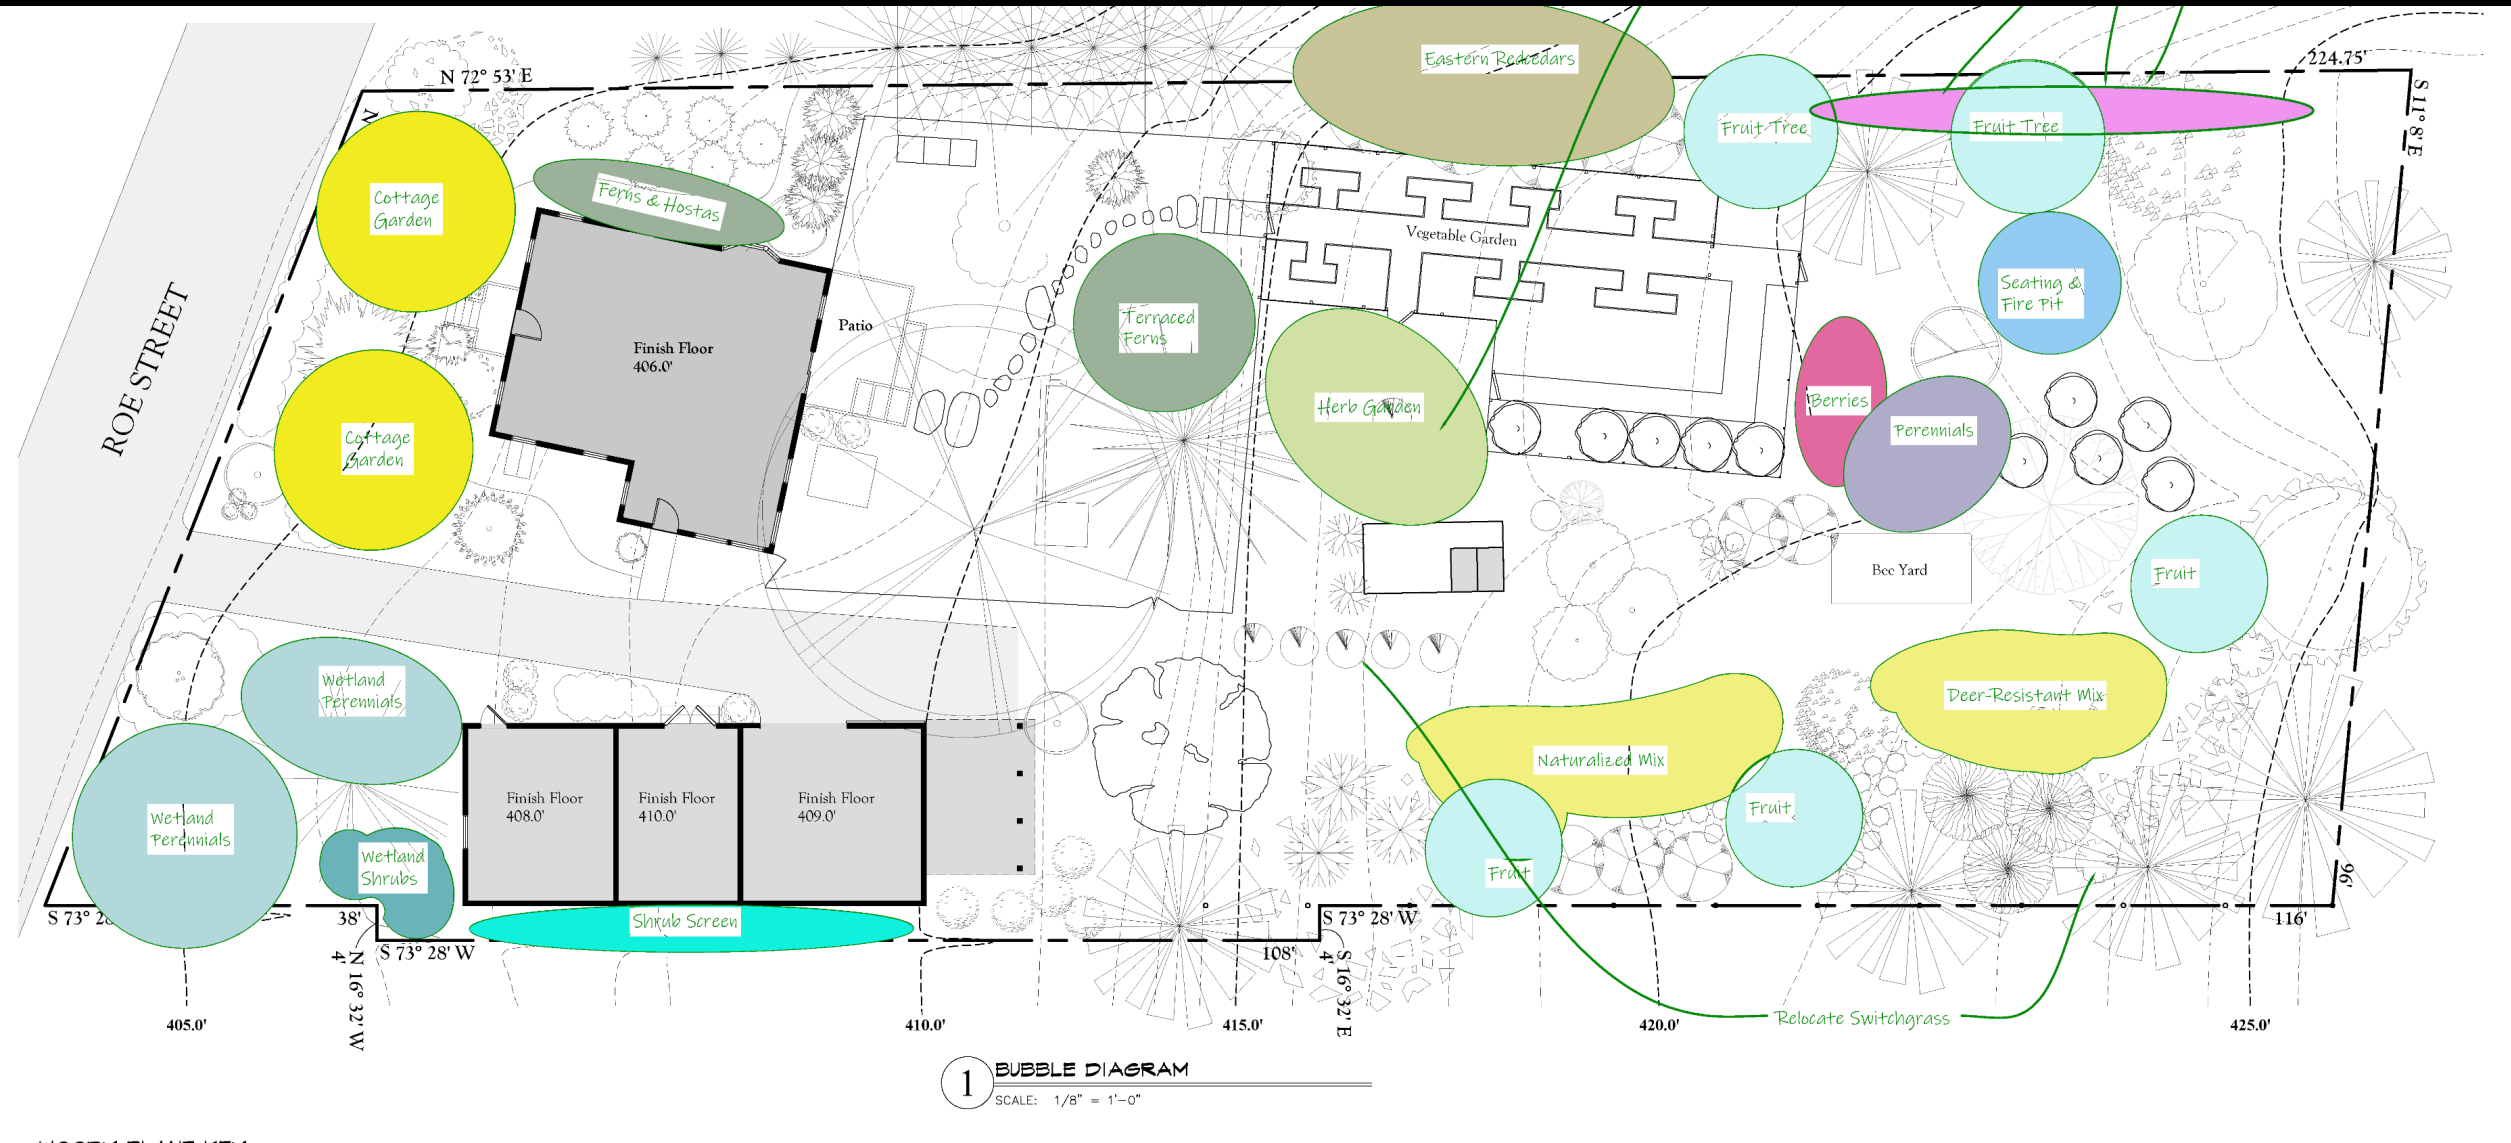 N 72° 53' E
224.75'
S 11° 8' E
Eastern Redcedars
Fruit Tree
Fruit Tree
Cottage
Garden
Ferns & Hostas
Vegetable Garden
Seating &
Fire Pit
Terraced
Ferns
Patio
Finish Floor
406.0'
ROE STREET
Herb Garden
Berries
Perennials
Cottage
Garden
Bee Yard
Fruit
Wetland
Perennials
Deer-Resistant Mix
Naturalized Mix
Finish Floor
408.0'
Finish Floor
410.0'
Finish Floor
409.0'
Fruit
Wetland
Perennials
Wetland
Shrubs
Fruit
96'
S 73° 28'
38'
Shrub Screen
S 73° 28' W
116'
S 73° 28' W
108'
4'
N 16° 32' W
4'
S 16° 32' E
Relocate Switchgrass
405.0'
410.0'
415.0'
420.0'
425.0'
1
BUBBLE DIAGRAM
SCALE: 1/8" = 1'-0"